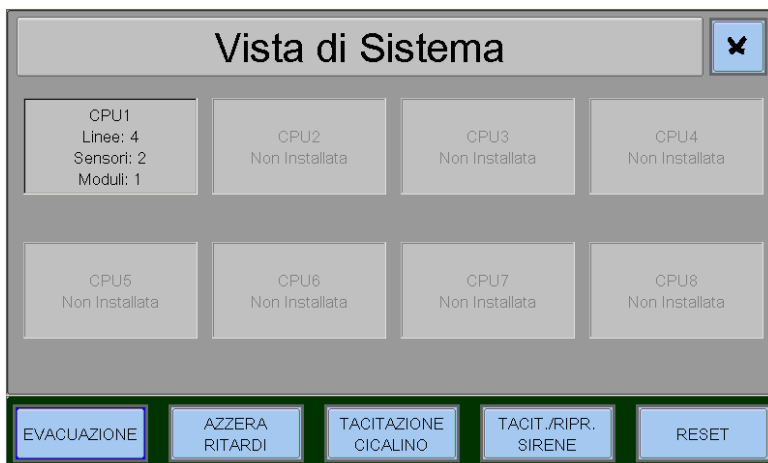 Vista di Sistema
CPU1
Linee: 4
Sensori: 2
Moduli: 1
CPU2
Non Installata
CPU3
Non Installata
CPU4
Non Installata
CPU5
Non Installata
CPU6
Non Installata
CPU7
Non Installata
CPU8
Non Installata
EVACUAZIONE
AZZERA
RITARDI
TACITAZIONE
CICALINO
TACIT./RIPR.
SIRENE
RESET